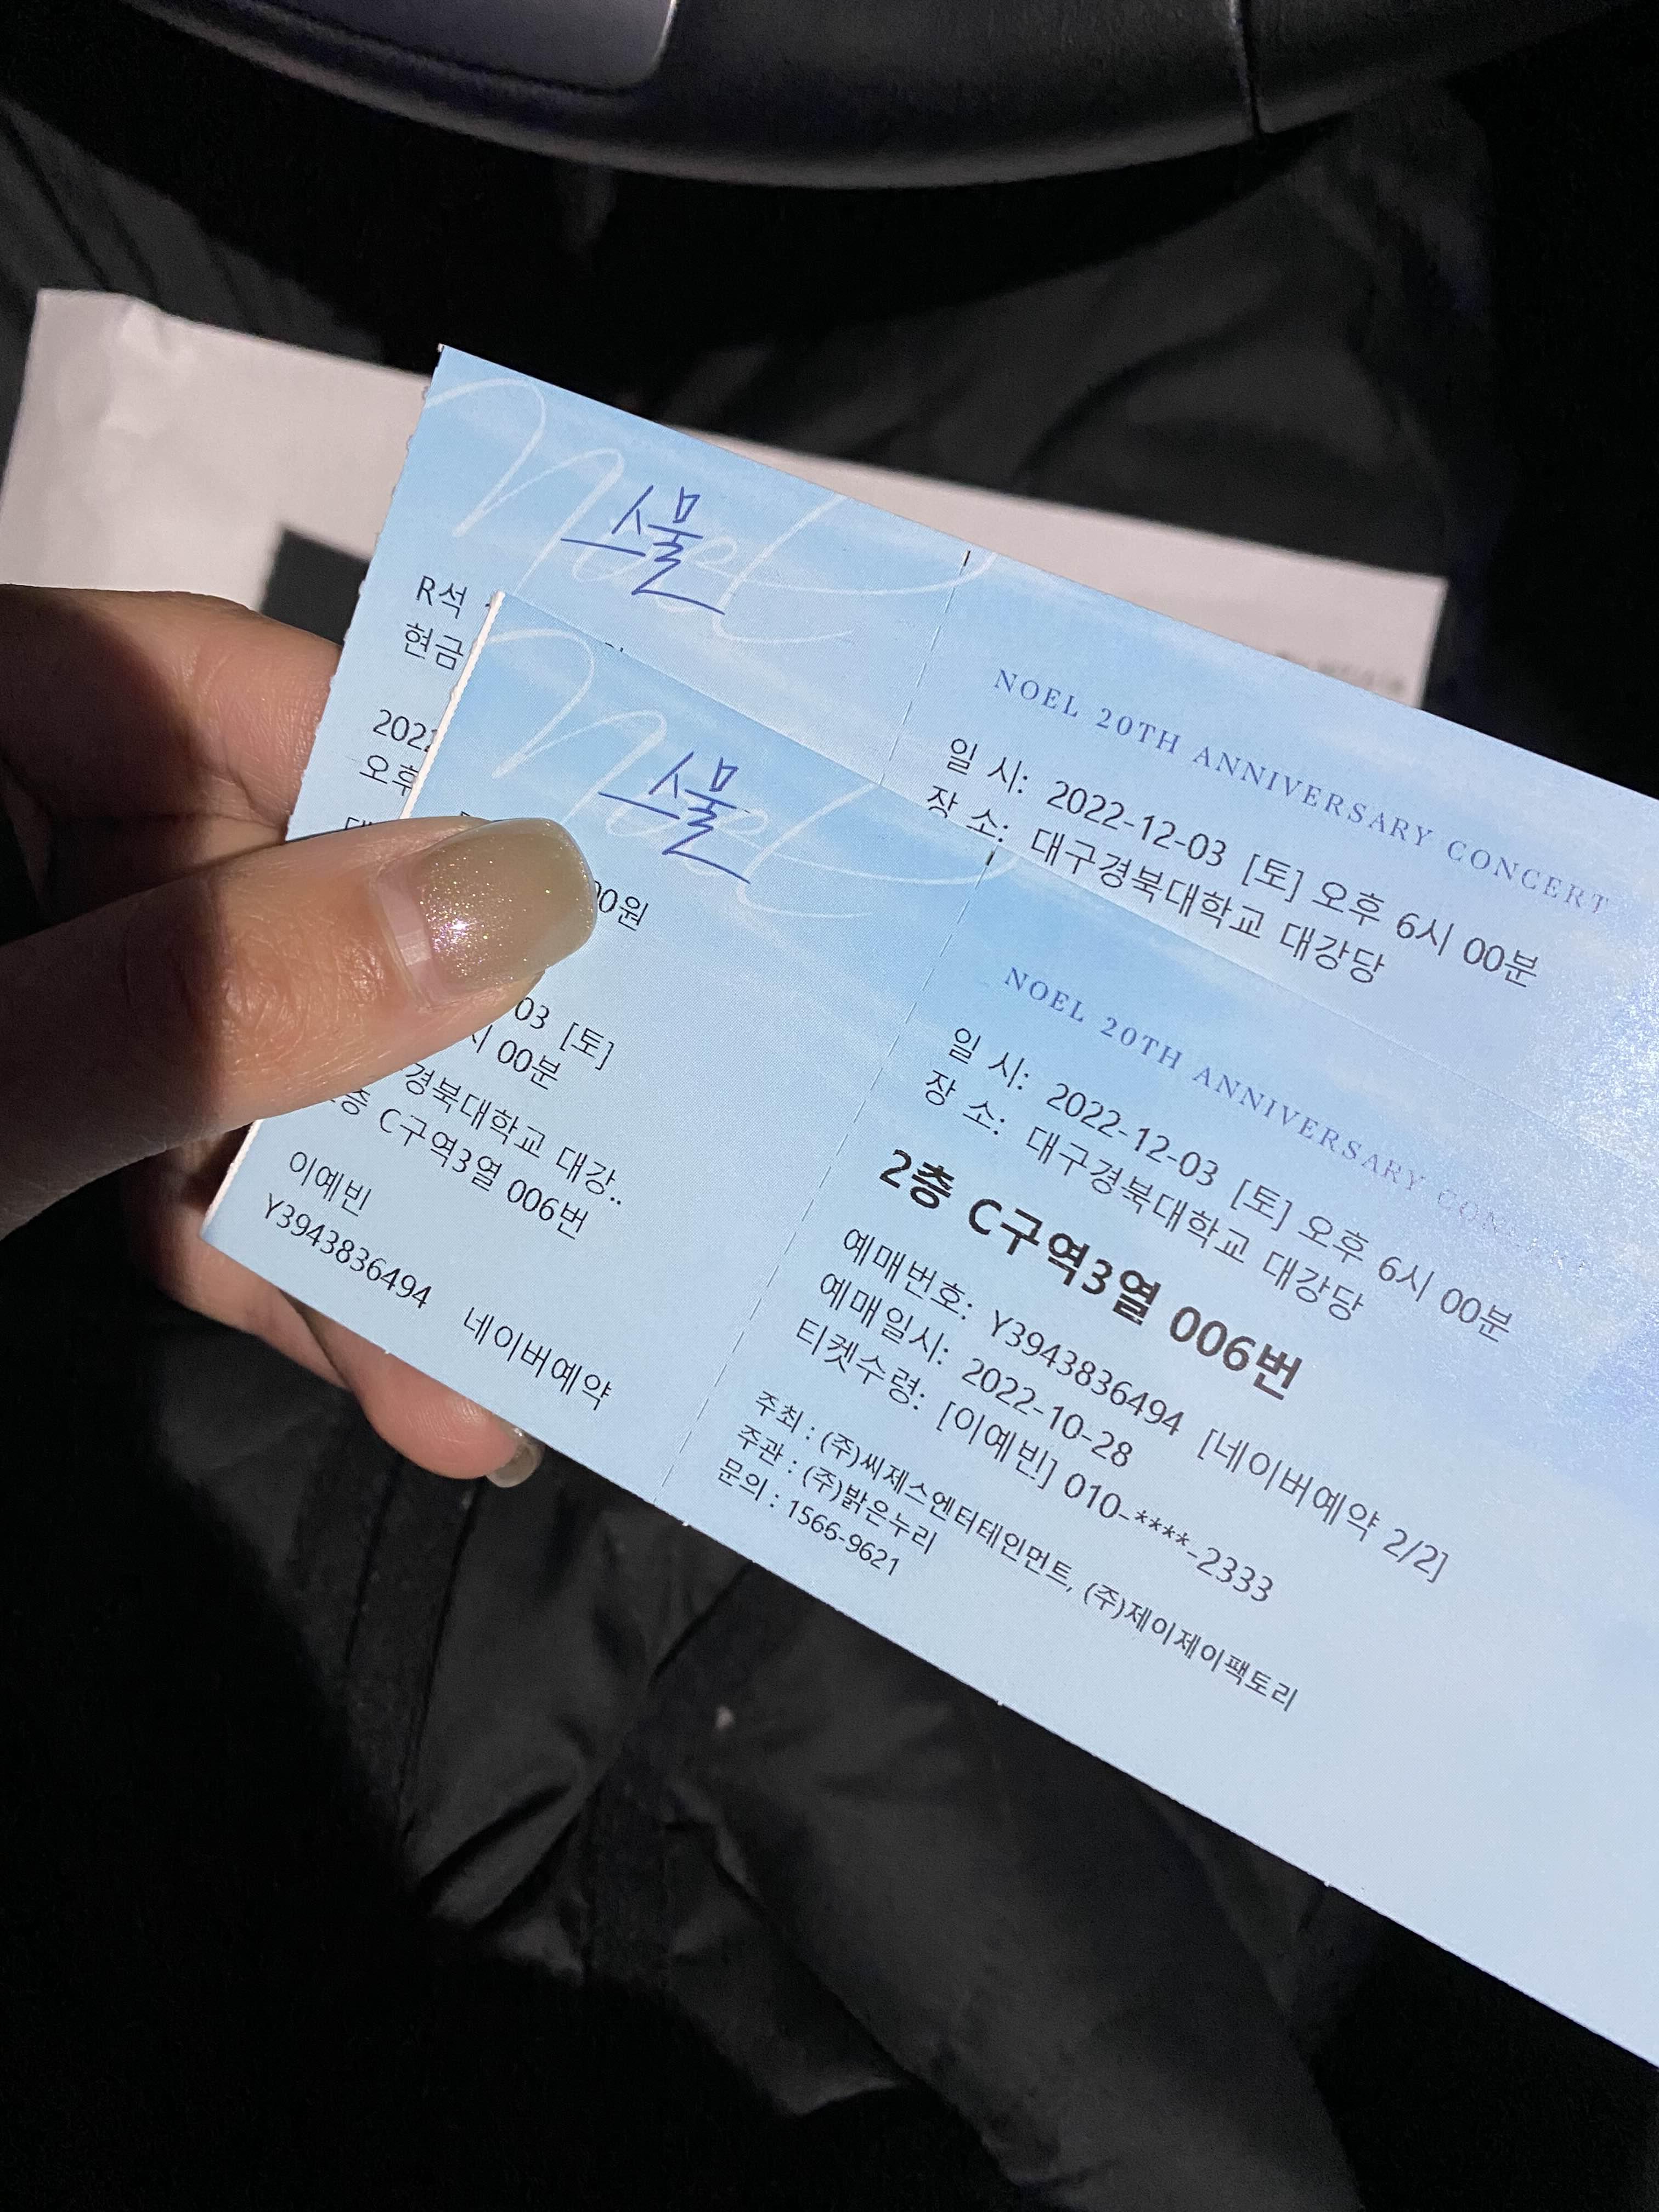 Noel
스물
R석
현금
2022
오후
NOEL 20TH ANNIVERSARY CONCERT
일 시: 2022-12-03 [토] 오후 6시 00분
장 소: 대구경북대학교 대강당
Noel
스물
00원
03 [토]
시 00분
경북대학교 대강..
층 C구역3열 006번
이예빈
Y3943836494 네이버예약
NOEL 20TH ANNIVERSARY CON
일 시: 2022-12-03 [토] 오후 6시 00분
장 소: 대구경북대학교 대강당
2층 C구역3열 006번
예매번호: Y3943836494 [네이버예약 2/2]
예매일시: 2022-10-28
티켓수령: [이예빈] 010-****-2333
주최 : (주)씨제스엔터테인먼트, (주)제이제이팩토리
주관 : (주)밝은누리
문의 : 1566-9621